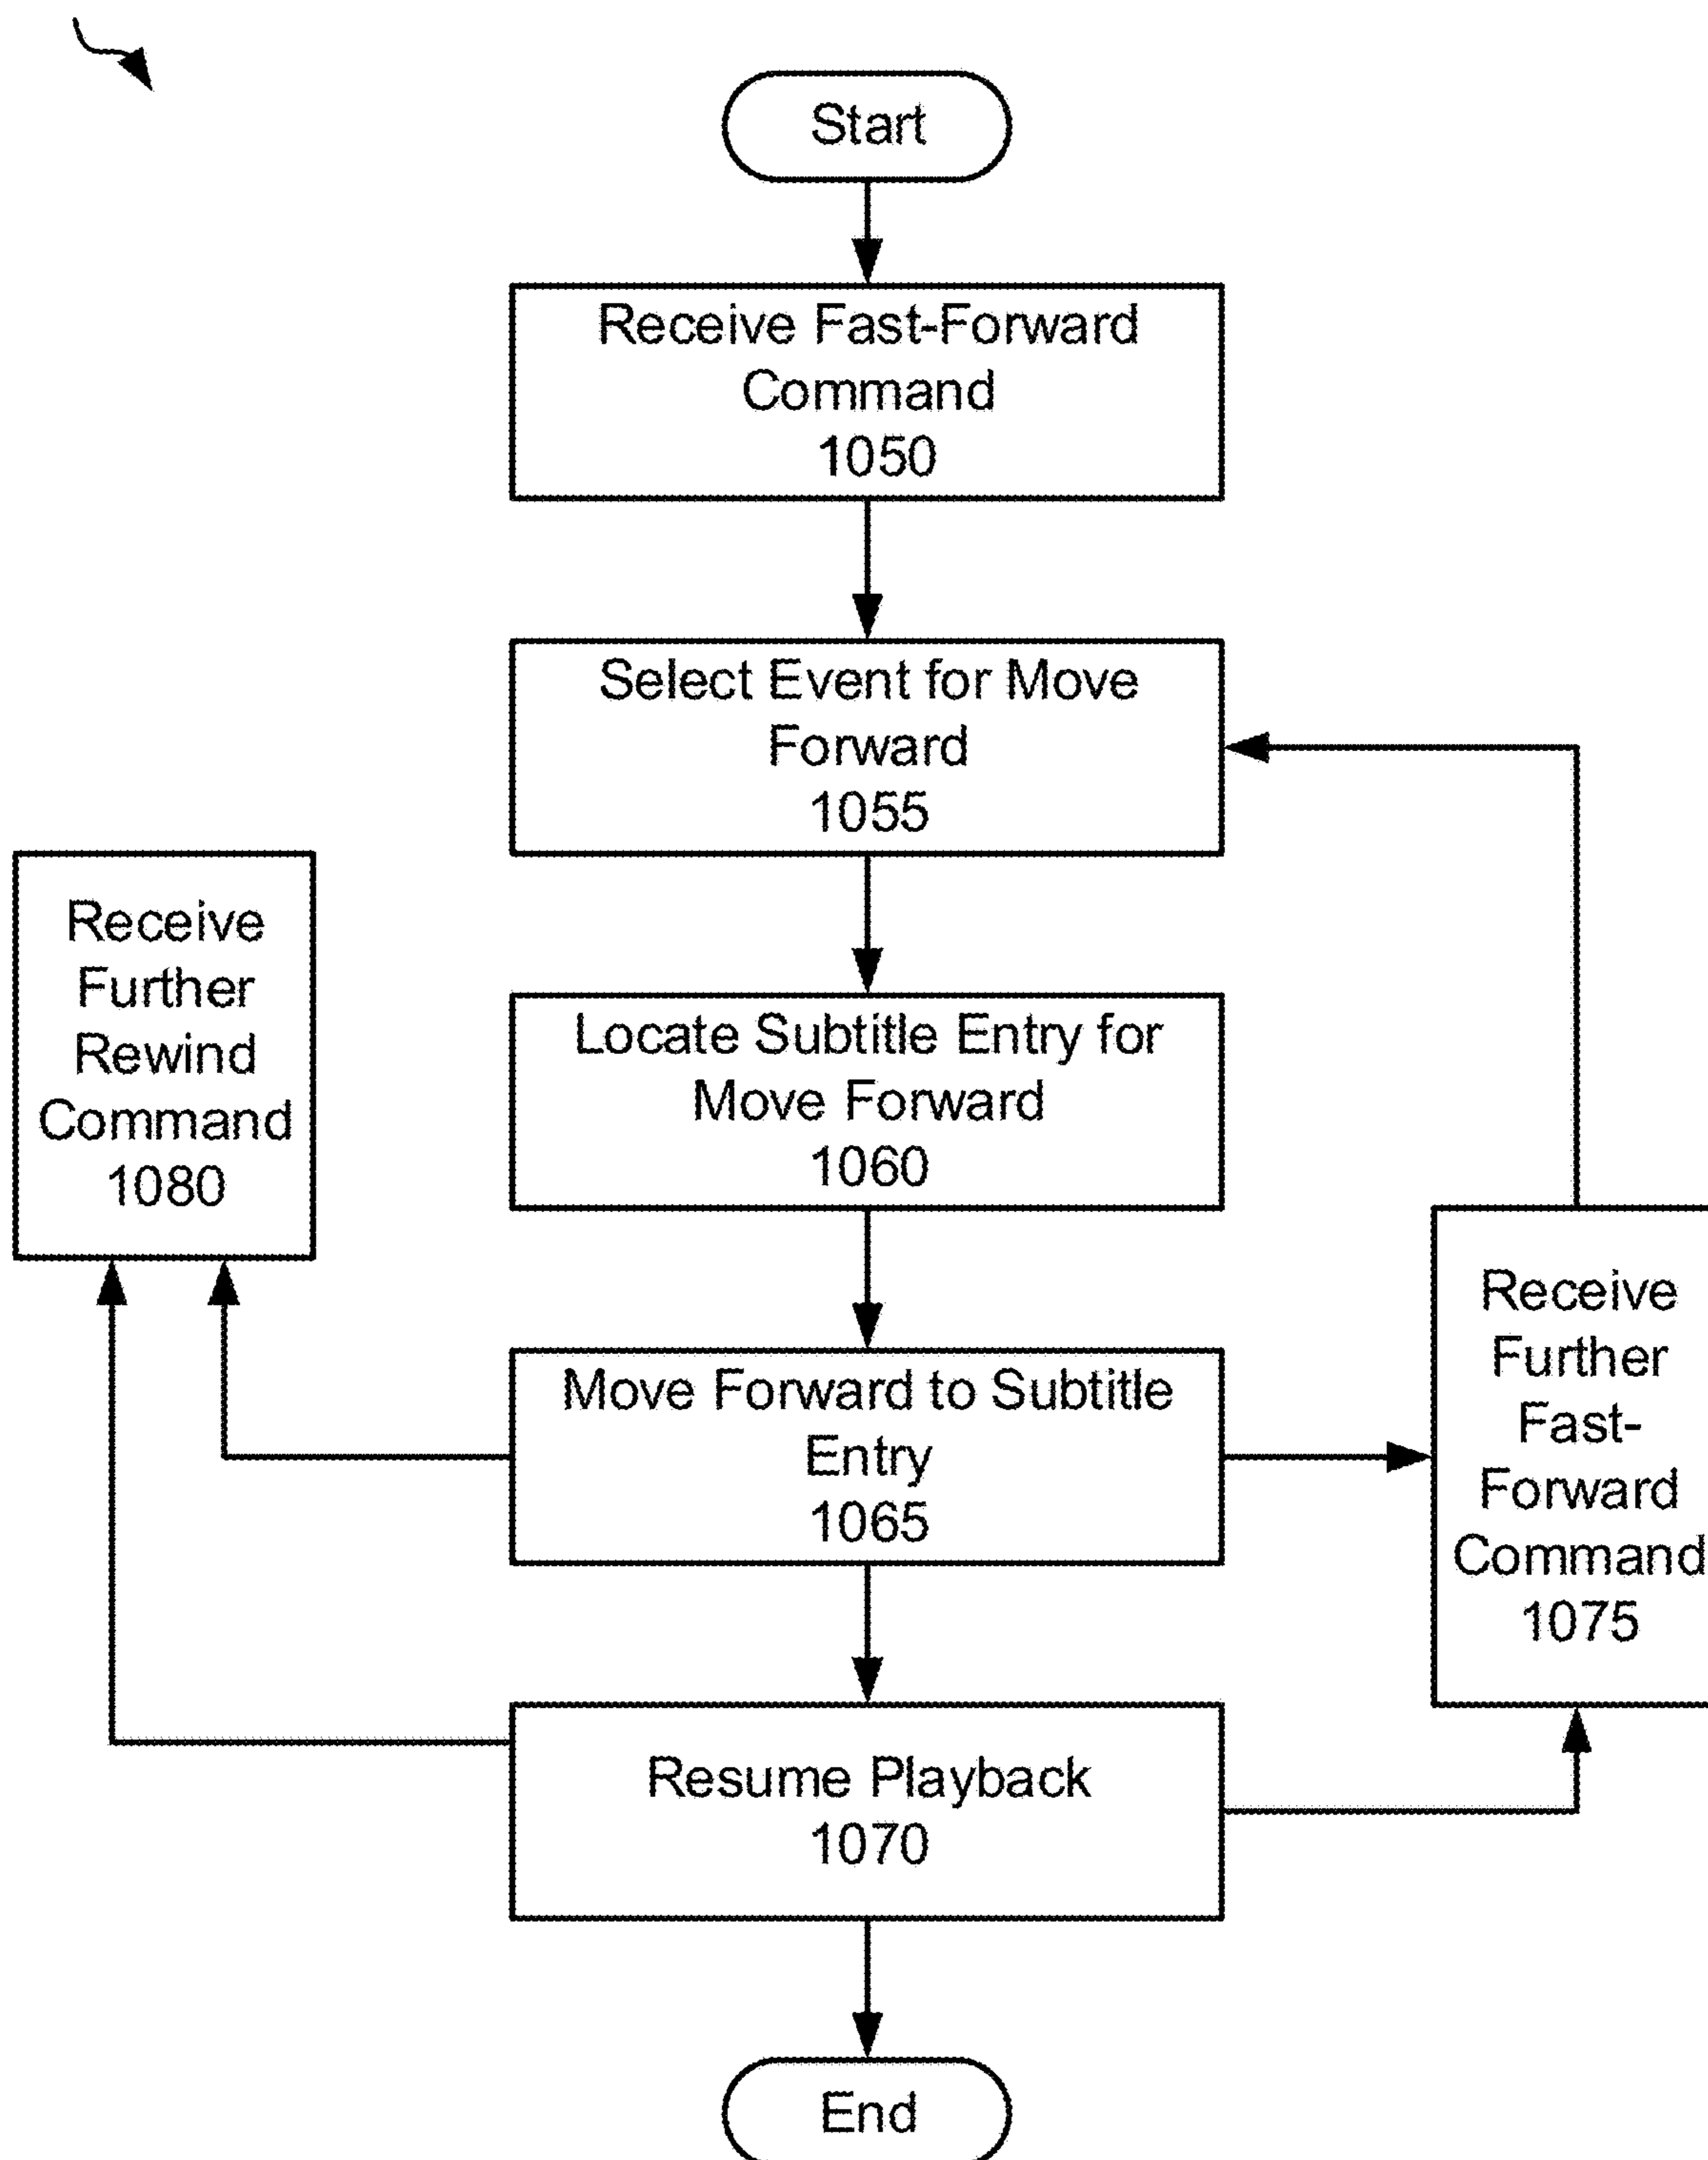 Start
Receive Fast-Forward
Command
1050
Select Event for Move
Forward
1055
Receive
Further
Rewind
Command
1080
Locate Subtitle Entry for
Move Forward
1060
Move Forward to Subtitle
Entry
1065
Receive
Further
Fast-
Forward
Command
1075
Resume Playback
1070
End